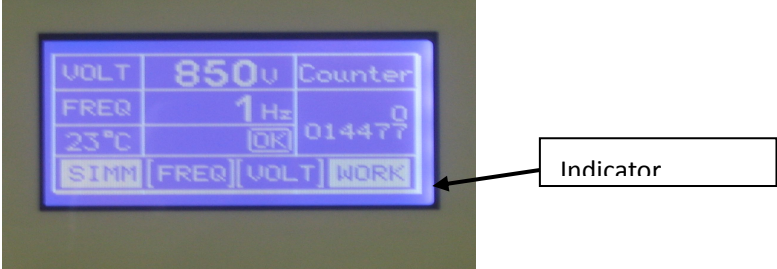 VOLT 850V Counter
FREQ 1Hz 0
23°C OK 014477
SIMM [FREQ][VOLT] WORK
Indicator